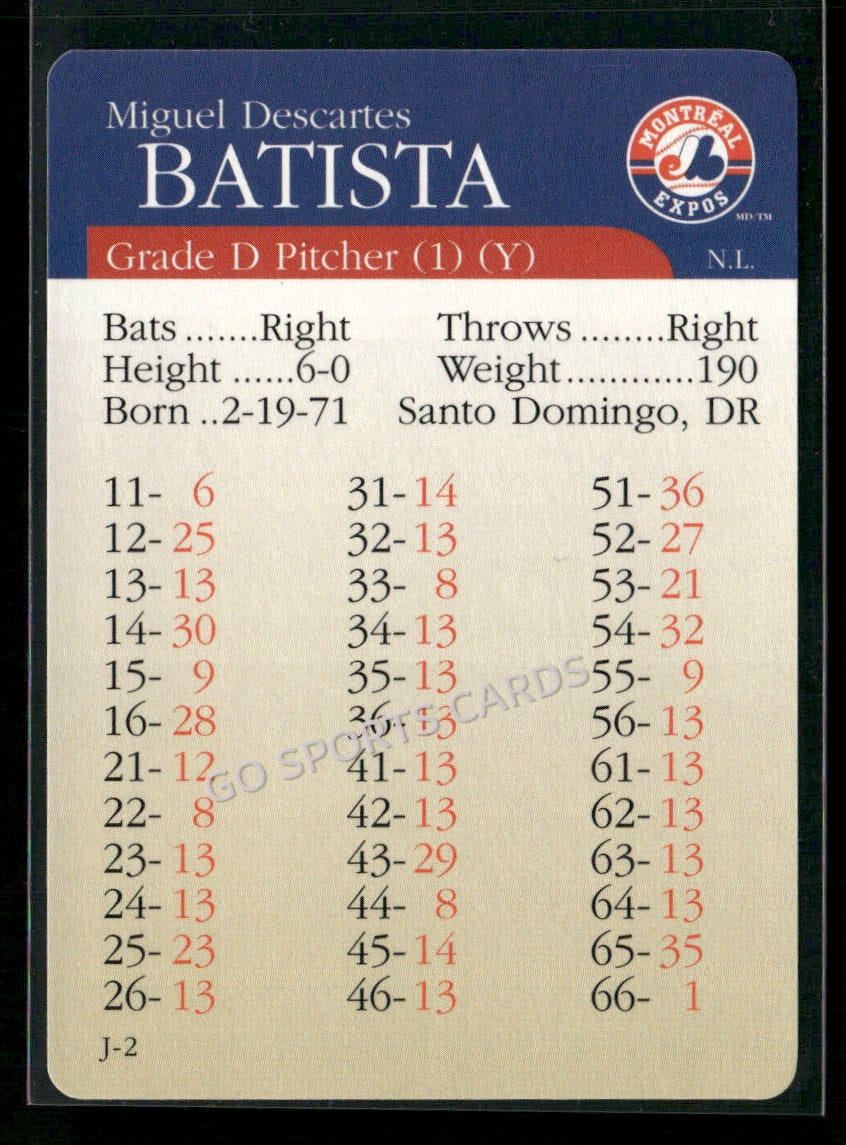 Miguel Descartes
BATISTA
MONTRÉAL
EXPOS
MD/TM
Grade D Pitcher (1) (Y)
N.L.
Bats .......Right Throws ........Right
Height ......6-0 Weight............190
Born ..2-19-71 Santo Domingo, DR
11- 6 31-14 51-36
12-25 32-13 52-27
13-13 33- 8 53-21
14-30 34-13 54-32
15- 9 35-13 55- 9
16-28 36-13 56-13
21-12 41-13 61-13
22- 8 42-13 62-13
23-13 43-29 63-13
24-13 44- 8 64-13
25-23 45-14 65-35
26-13 46-13 66- 1
J-2
GO SPORTS CARDS